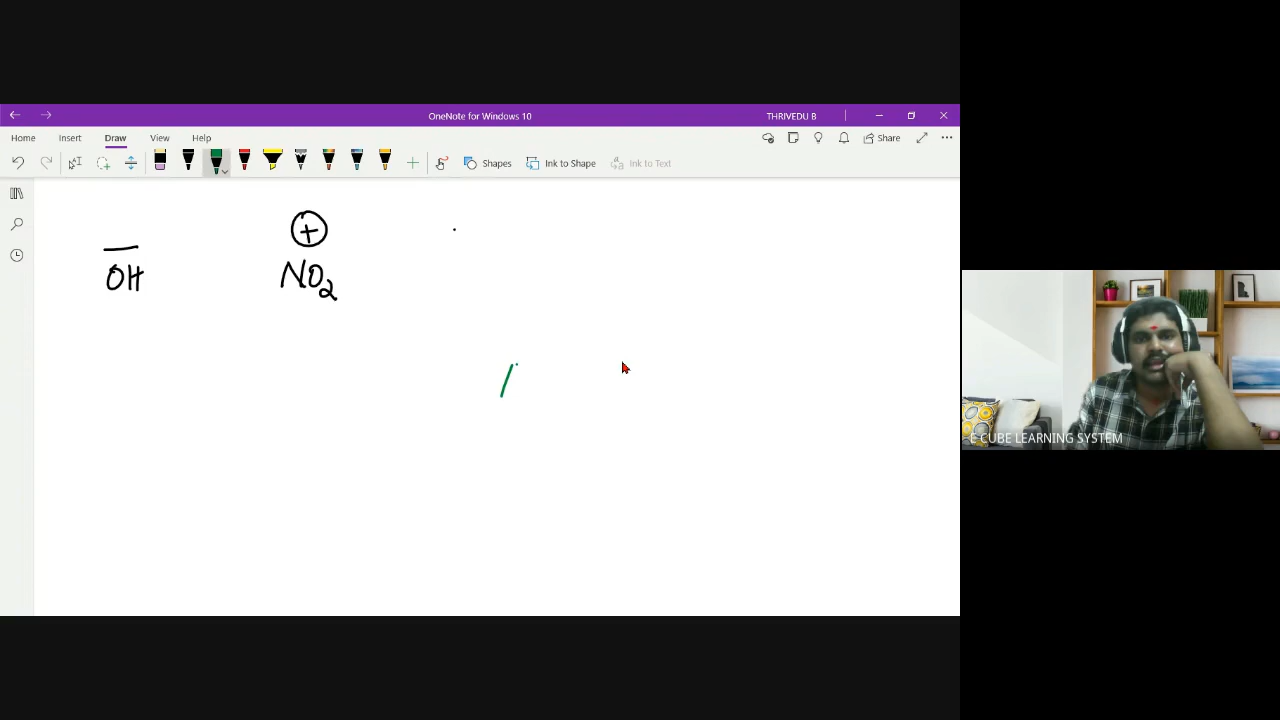 OneNote for Windows 10
THRIVEDU B
Home Insert Draw View Help
Share
Shapes Ink to Shape Ink to Text
+
OH NO2
E CUBE LEARNING SYSTEM